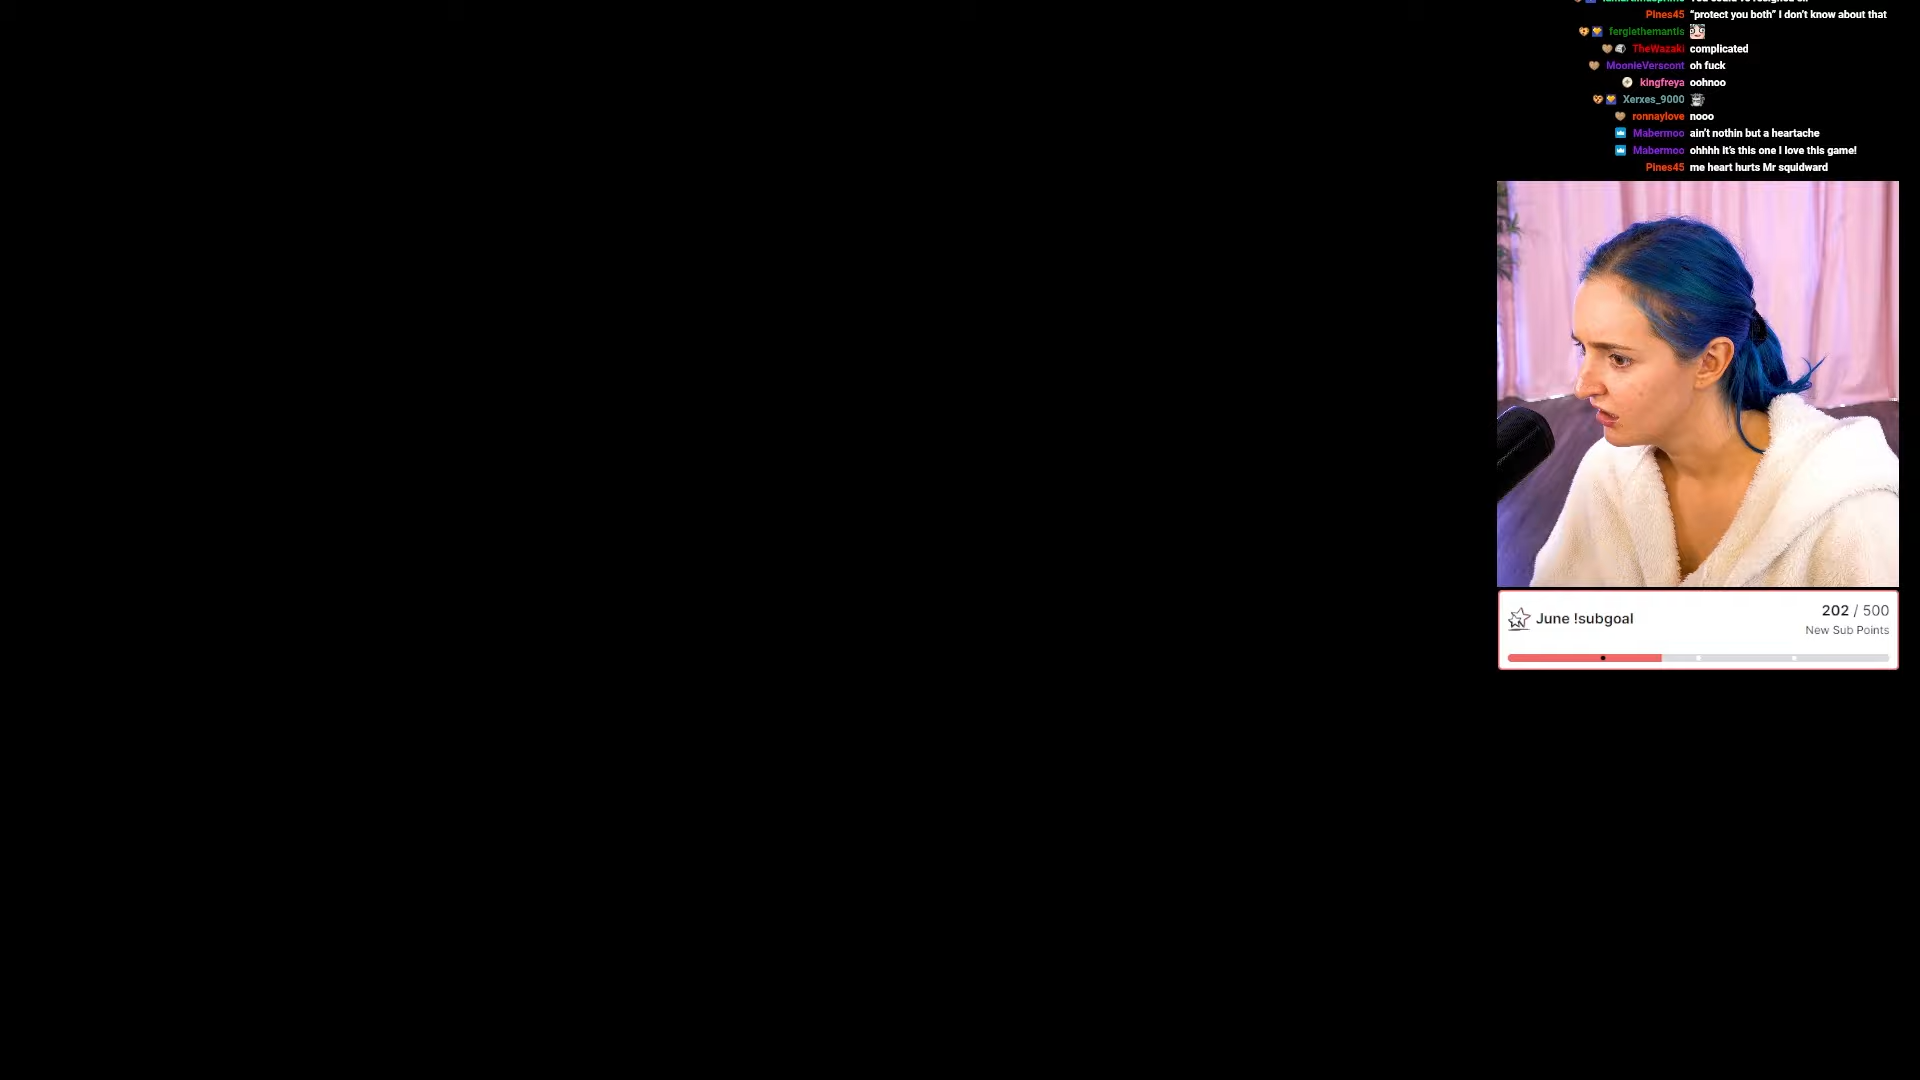 Pines45 “protect you both” I don't know about that
fergiethemantis
TheWazaki complicated
MoonieVerscont oh fuck
kingfreya oohnoo
Xerxes_9000
ronnaylove nooo
Mabermoo ain't nothin but a heartache
Mabermoo ohhhh It's this one I love this game!
Pines45 me heart hurts Mr squidward
June !subgoal
202 / 500
New Sub Points